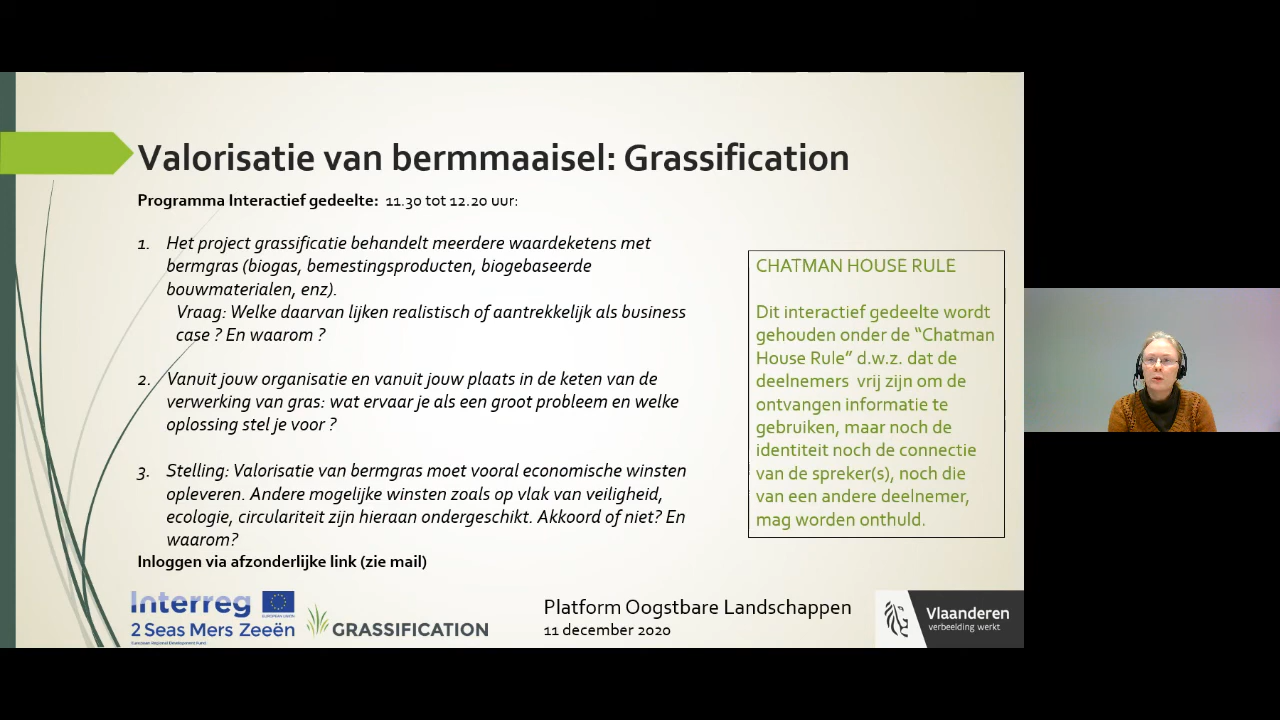 Valorisatie van bermmaaisel: Grassification
Programma Interactief gedeelte: 11.30 tot 12.20 uur:
1. Het project grassificatie behandelt meerdere waardeketens met
bermgras (biogas, bemestingsproducten, biogebaseerde
bouwmaterialen, enz).
Vraag: Welke daarvan lijken realistisch of aantrekkelijk als business
case ? En waarom ?
2. Vanuit jouw organisatie en vanuit jouw plaats in de keten van de
verwerking van gras: wat ervaar je als een groot probleem en welke
oplossing stel je voor ?
3. Stelling: Valorisatie van bermgras moet vooral economische winsten
opleveren. Andere mogelijke winsten zoals op vlak van veiligheid,
ecologie, circulariteit zijn hieraan ondergeschikt. Akkoord of niet? En
waarom?
Inloggen via afzonderlijke link (zie mail)
CHATMAN HOUSE RULE
Dit interactief gedeelte wordt
gehouden onder de “Chatman
House Rule” d.w.z. dat de
deelnemers vrij zijn om de
ontvangen informatie te
gebruiken, maar noch de
identiteit noch de connectie
van de spreker(s), noch die
van een andere deelnemer,
mag worden onthuld.
Interreg
EUROPEAN UNION
2 Seas Mers Zeeën
European Regional Development Fund
GRASSIFICATION
Platform Oogstbare Landschappen
11 december 2020
Vlaanderen
verbeelding werkt